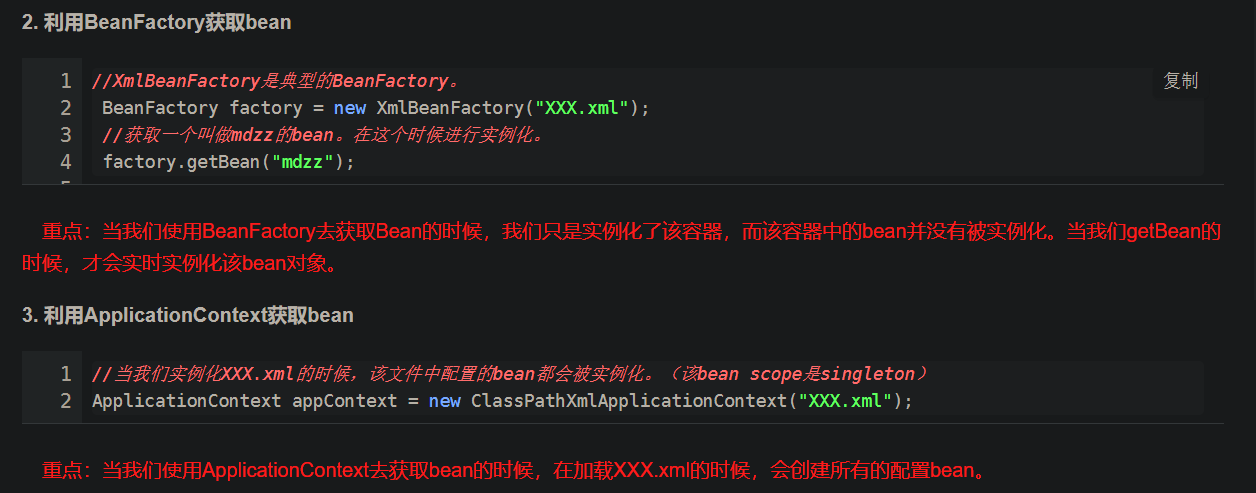 2. 利用BeanFactory获取bean
1 //XmlBeanFactory是典型的BeanFactory。
复制
2 BeanFactory factory = new XmlBeanFactory("XXX.xml");
3 //获取一个叫做mdzz的bean。在这个时候进行实例化。
4 factory.getBean("mdzz");
重点：当我们使用BeanFactory去获取Bean的时候，我们只是实例化了该容器，而该容器中的bean并没有被实例化。当我们getBean的
时候，才会实时实例化该bean对象。
3. 利用ApplicationContext获取bean
1 //当我们实例化XXX.xml的时候，该文件中配置的bean都会被实例化。（该bean scope是singleton）
2 ApplicationContext appContext = new ClassPathXmlApplicationContext("XXX.xml");
重点：当我们使用ApplicationContext去获取bean的时候，在加载XXX.xml的时候，会创建所有的配置bean。